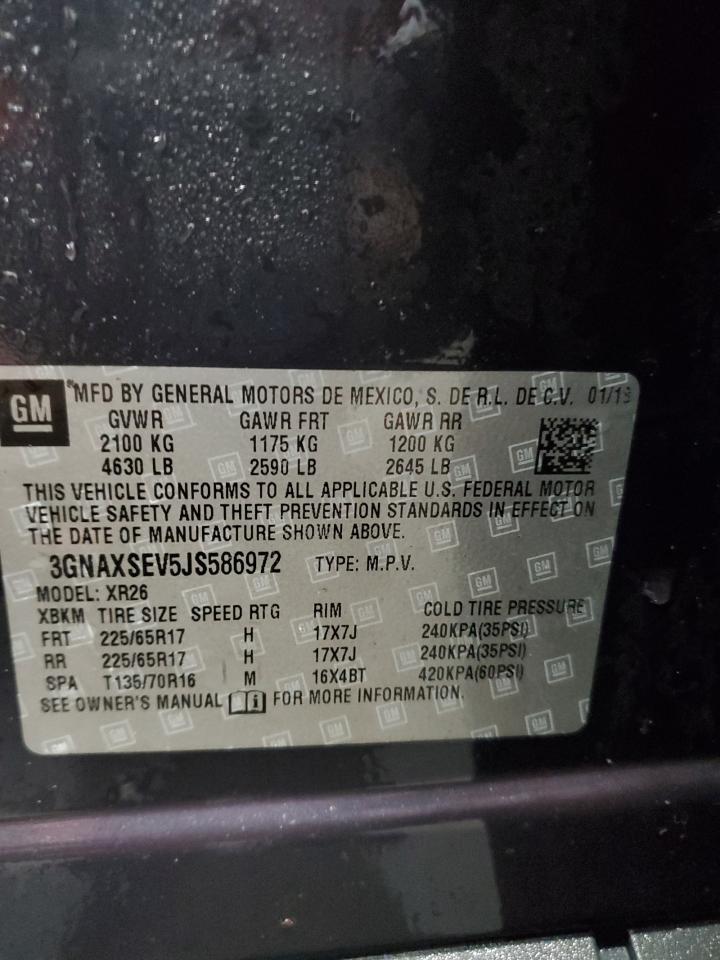 GM ®MFD BY GENERAL MOTORS DE MEXICO, S. DE R.L. DE C.V.
GVWR GAWR FRT GAWR RR
2100 KG 1175 KG 1200 KG
4630 LB 2590 LB 2645 LB
THIS VEHICLE CONFORMS TO ALL APPLICABLE U.S. FEDERAL MOTOR
VEHICLE SAFETY AND THEFT PREVENTION STANDARDS IN EFFECT ON
THE DATE OF MANUFACTURE SHOWN ABOVE.
3GNAXSEV5JS586972 TYPE: M.P.V.
MODEL: XR26
XBKM TIRE SIZE SPEED RTG RIM COLD TIRE PRESSURE
FRT 225/65R17 H 17X7J 240KPA(35PSI)
RR 225/65R17 H 17X7J 240KPA(35PSI)
SPA T135/70R16 M 16X4BT 420KPA(60PSI)
SEE OWNER'S MANUAL i FOR MORE INFORMATION.